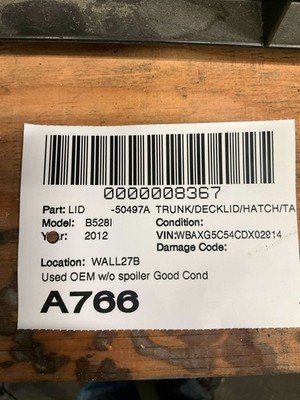 0000008367
Part: LID -50497A TRUNK/DECKLID/HATCH/TA
Model: B528I Condition:
Year: 2012 VIN:WBAXG5C54CDX02914
Damage Code:
Location: WALL27B
Used OEM w/o spoiler Good Cond
A766